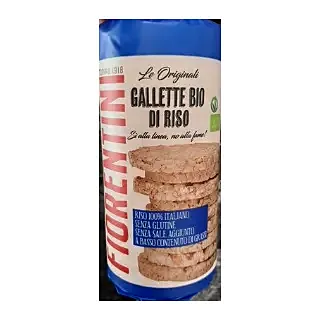 FIORENTINI
Le Originali
GALLETTE BIO
DI RISO
Sì alla linea, no alla fame!
RISO 100% ITALIANO
SENZA GLUTINE
SENZA SALE AGGIUNTO
A BASSO CONTENUTO DI GRASSI